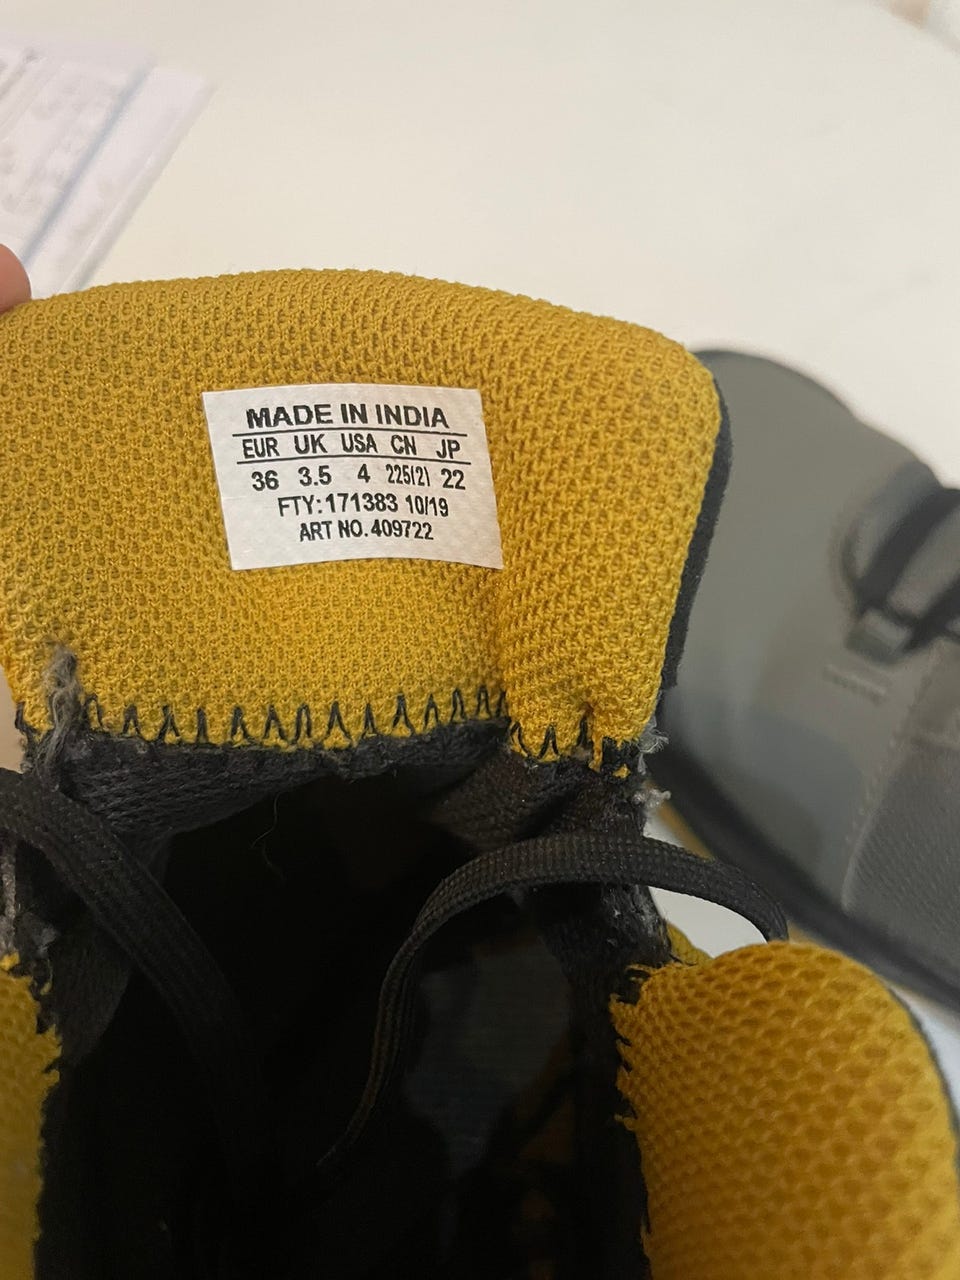 MADE IN INDIA
EUR UK USA CN JP
36 3.5 4 225(2) 22
FTY: 171383 10/19
ART NO. 409722